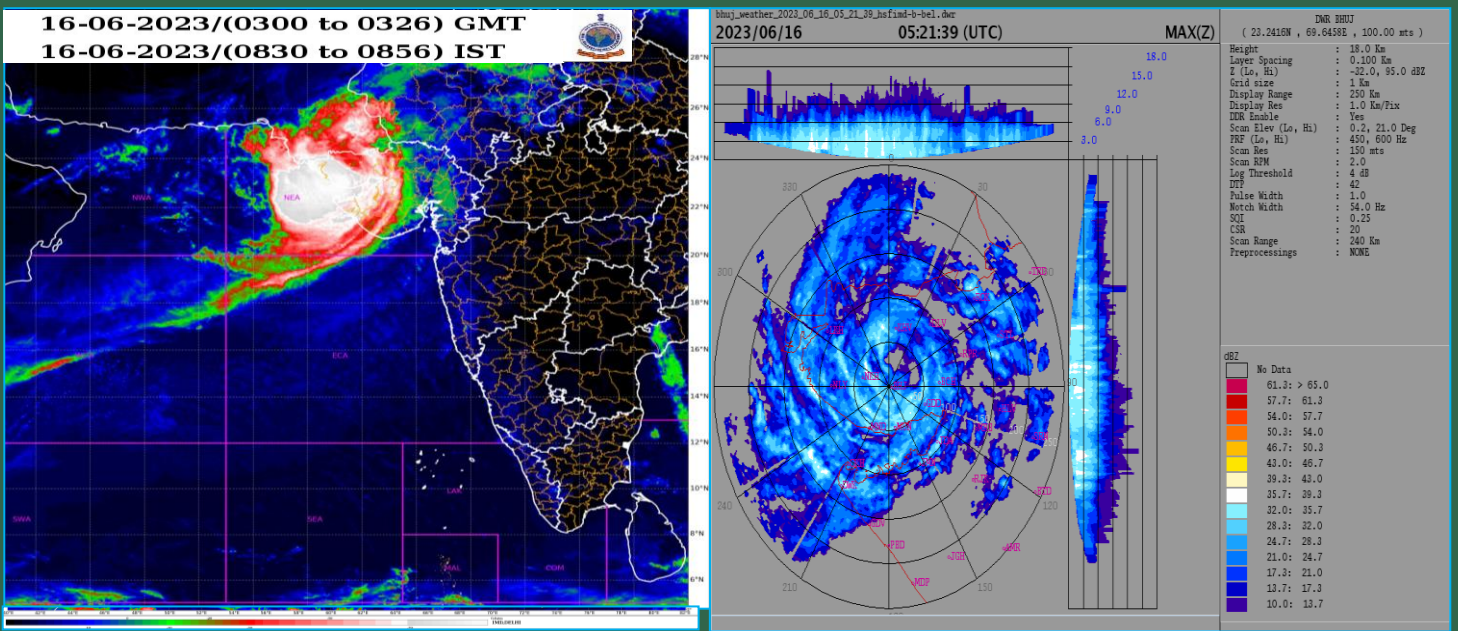 16-06-2023/(0300 to 0326) GMT
16-06-2023/(0830 to 0856) IST
28°N
26°N
24°N
22°N
20°N
18°N
16°N
14°N
12°N
10°N
8°N
6°N
NWA
NEA
ECA
LAK
SWA
SEA
MAL
COM
IMD,DELHI
bhuj_weather_2023_06_16_05_21_39_hsfimd-b-bel.dwr
2023/06/16 05:21:39 (UTC) MAX(Z)
18.0
15.0
12.0
9.0
6.0
3.0
0
330
30
300
90
240
120
210
150
100
250
BTD
AMR
JGH
PBD
MDP
DWR BHUJ
( 23.2416N , 69.6458E , 100.00 mts )
Height : 18.0 Km
Layer Spacing : 0.100 Km
Z (Lo, Hi) : -32.0, 95.0 dBZ
Grid size : 1 Km
Display Range : 250 Km
Display Res : 1.0 Km/Pix
DDR Enable : Yes
Scan Elev (Lo, Hi) : 0.2, 21.0 Deg
PRF (Lo, Hi) : 450, 600 Hz
Scan Res : 150 mts
Scan RPM : 2.0
Log Threshold : 4 dB
DTP : 42
Pulse Width : 1.0
Notch Width : 54.0 Hz
SQI : 0.25
CSR : 20
Scan Range : 240 Km
Preprocessings : NONE
dBZ
No Data
61.3: > 65.0
57.7: 61.3
54.0: 57.7
50.3: 54.0
46.7: 50.3
43.0: 46.7
39.3: 43.0
35.7: 39.3
32.0: 35.7
28.3: 32.0
24.7: 28.3
21.0: 24.7
17.3: 21.0
13.7: 17.3
10.0: 13.7